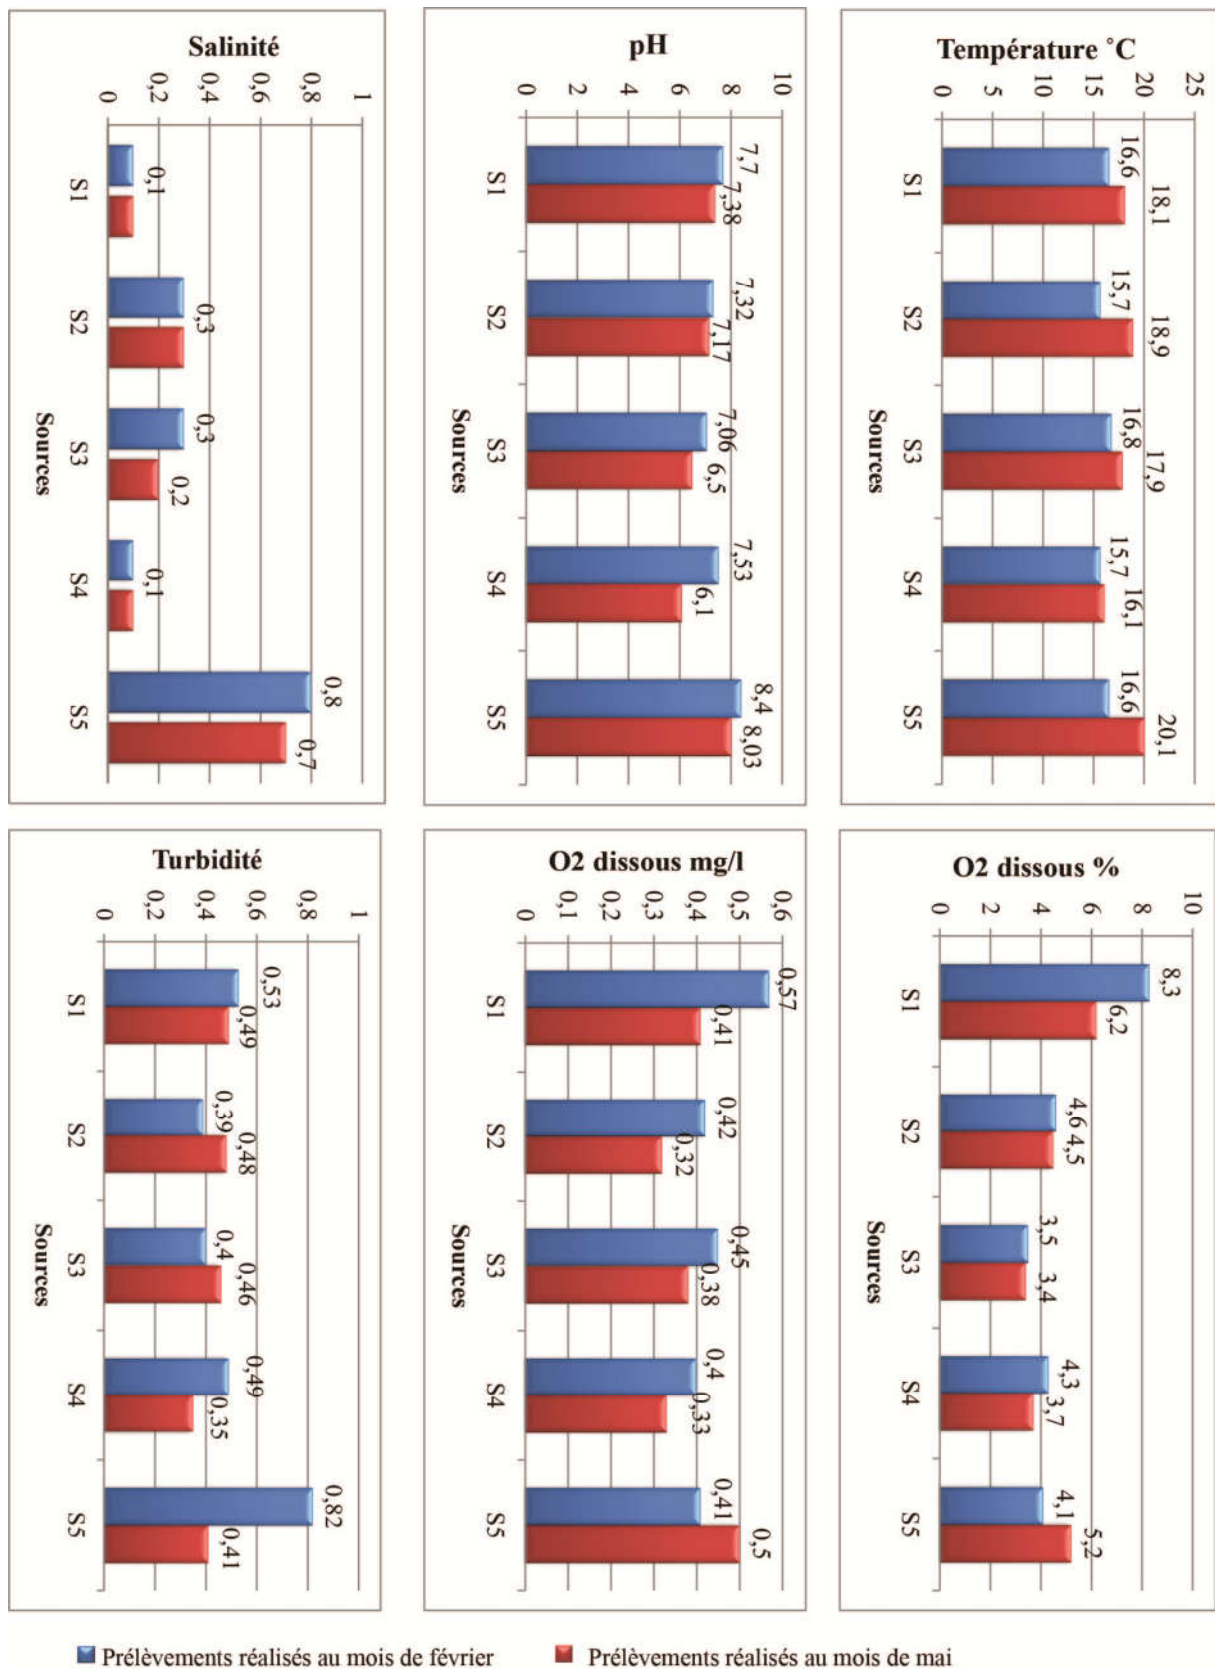 Température °C
25
20
15
10
5
0
16,6
18,1
15,7
18,9
16,8
17,9
15,7
16,1
16,6
20,1
S1
S2
S3
S4
S5
Sources
O2 dissous %
10
8
6
4
2
0
8,3
6,2
4,6
4,5
3,5
3,4
4,3
3,7
4,1
5,2
S1
S2
S3
S4
S5
Sources
pH
10
8
6
4
2
0
7,7
7,38
7,32
7,17
7,06
6,5
7,53
6,1
8,4
8,03
S1
S2
S3
S4
S5
Sources
O2 dissous mg/l
0,6
0,5
0,4
0,3
0,2
0,1
0
0,57
0,41
0,42
0,32
0,45
0,38
0,4
0,33
0,41
0,5
S1
S2
S3
S4
S5
Sources
Salinité
1
0,8
0,6
0,4
0,2
0
0,1
0,3
0,3
0,2
0,1
0,8
0,7
S1
S2
S3
S4
S5
Sources
Turbidité
1
0,8
0,6
0,4
0,2
0
0,53
0,49
0,39
0,48
0,4
0,46
0,49
0,35
0,82
0,41
S1
S2
S3
S4
S5
Sources
Prélèvements réalisés au mois de février
Prélèvements réalisés au mois de mai